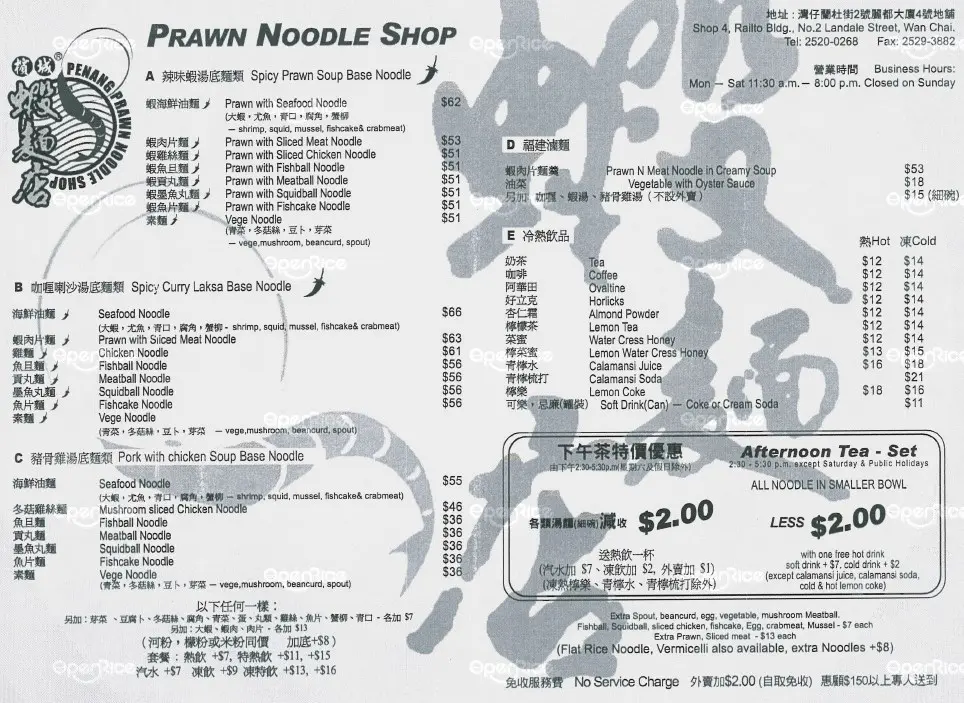 PRAWN NOODLE SHOP
檳城
蝦麵店
PENANG PRAWN NOODLE SHOP
地址 : 灣仔蘭杜街2號麗都大廈4號地舖
Shop 4, Railto Bldg., No.2 Landale Street, Wan Chai.
Tel: 2520-0268 Fax: 2529-3882
營業時間 Business Hours:
Mon — Sat 11:30 a.m.— 8:00 p.m. Closed on Sunday
A 辣味蝦湯底麵類 Spicy Prawn Soup Base Noodle
蝦海鮮油麵 Prawn with Seafood Noodle $62
(大蝦，尤魚，青口，腐角，蟹柳
— shrimp, squid, mussel, fishcake& crabmeat)
蝦肉片麵 Prawn with Sliced Meat Noodle $53
蝦雞絲麵 Prawn with Sliced Chicken Noodle $51
蝦魚旦麵 Prawn with Fishball Noodle $51
蝦貢丸麵 Prawn with Meatball Noodle $51
蝦墨魚丸麵 Prawn with Squidball Noodle $51
蝦魚片麵 Prawn with Fishcake Noodle $51
素麵 Vege Noodle $51
(青菜，冬菇絲，豆卜，芽菜
— vege,mushroom, beancurd, spout)
B 咖喱喇沙湯底麵類 Spicy Curry Laksa Base Noodle
海鮮油麵 Seafood Noodle $66
(大蝦，尤魚，青口，腐角，蟹柳 - shrimp, squid, mussel, fishcake& crabmeat)
蝦肉片麵 Prawn with Sliced Meat Noodle $63
雞麵 Chicken Noodle $61
魚旦麵 Fishball Noodle $56
貢丸麵 Meatball Noodle $56
墨魚丸麵 Squidball Noodle $56
魚片麵 Fishcake Noodle $56
素麵 Vege Noodle
(青菜，冬菇絲，豆卜，芽菜 — vege,mushroom, beancurd, spout)
C 豬骨雞湯底麵類 Pork with chicken Soup Base Noodle
海鮮油麵 Seafood Noodle $55
(大蝦，尤魚，青口，腐角，蟹柳 — shrimp, squid, mussel, fishcake& crabmeat)
冬菇雞絲麵 Mushroom sliced Chicken Noodle $46
魚旦麵 Fishball Noodle $36
貢丸麵 Meatball Noodle $36
墨魚丸麵 Squidball Noodle $36
魚片麵 Fishcake Noodle $36
素麵 Vege Noodle $36
(青菜，冬菇絲，豆卜，芽菜 — vege,mushroom, beancurd, spout)
以下任何一樣：
另加：芽菜、豆腐卜、冬菇絲、腐角、青菜、蛋、丸類、雞絲、魚片、蟹柳、青口 - 各加 $7
另加：大蝦、蝦肉、肉片 - 各加 $13
(河粉，檬粉或米粉同價 加底+$8)
套餐：熱飲 +$7, 特熱飲 +$11, +$15
汽水 +$7 凍飲 +$9 凍特飲 +$13, +$16
D 福建滷麵
蝦肉片麵羹 Prawn N Meat Noodle in Creamy Soup $53
油菜 Vegetable with Oyster Sauce $18
另加 咖喱、蝦湯、豬骨雞湯 (不設外賣) $15 (細碗)
E 冷熱飲品
熱Hot 凍Cold
奶茶 Tea $12 $14
咖啡 Coffee $12 $14
阿華田 Ovaltine $12 $14
好立克 Horlicks $12 $14
杏仁霜 Almond Powder $12 $14
檸檬茶 Lemon Tea $12 $14
菜蜜 Water Cress Honey $12 $14
檸菜蜜 Lemon Water Cress Honey $13 $15
青檸水 Calamansi Juice $16 $18
青檸梳打 Calamansi Soda $21
檸樂 Lemon Coke $18 $16
可樂，忌廉(罐裝) Soft Drink(Can) — Coke or Cream Soda $11
下午茶特價優惠
由下午2:30-5:30p.m(星期六及假日除外)
各類湯麵(細碗) 減收 $2.00
送熱飲一杯
(汽水加 $7、凍飲加 $2, 外賣加 $1)
(凍熱檸樂、青檸水、青檸梳打除外)
Afternoon Tea - Set
2:30 - 5:30 p.m. except Saturday & Public Holidays
ALL NOODLE IN SMALLER BOWL
LESS $2.00
with one free hot drink
soft drink + $7, cold drink + $2
(except calamansi juice, calamansi soda,
cold & hot lemon coke)
Extra Spout, beancurd, egg, vegetable, mushroom Meatball.
Fishball, Squidball, sliced chicken, fishcake, Egg, crabmeat, Mussel - $7 each
Extra Prawn, Sliced meat - $13 each
(Flat Rice Noodle, Vermicelli also available, extra Noodles +$8)
免收服務費 No Service Charge 外賣加$2.00 (自取免收) 惠顧$150以上專人送到